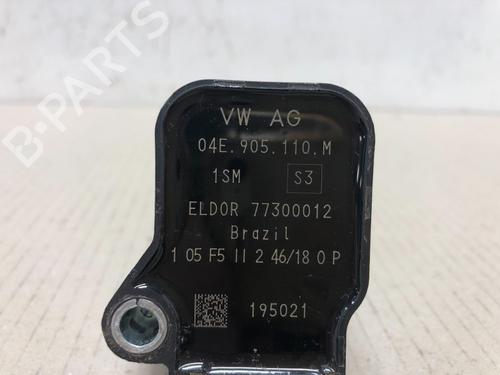 B-PARTS
VW AG
04E.905.110.M
1SM S3
ELDOR 77300012
Brazil
1 05 F5 II 2 46/18 0 P
195021